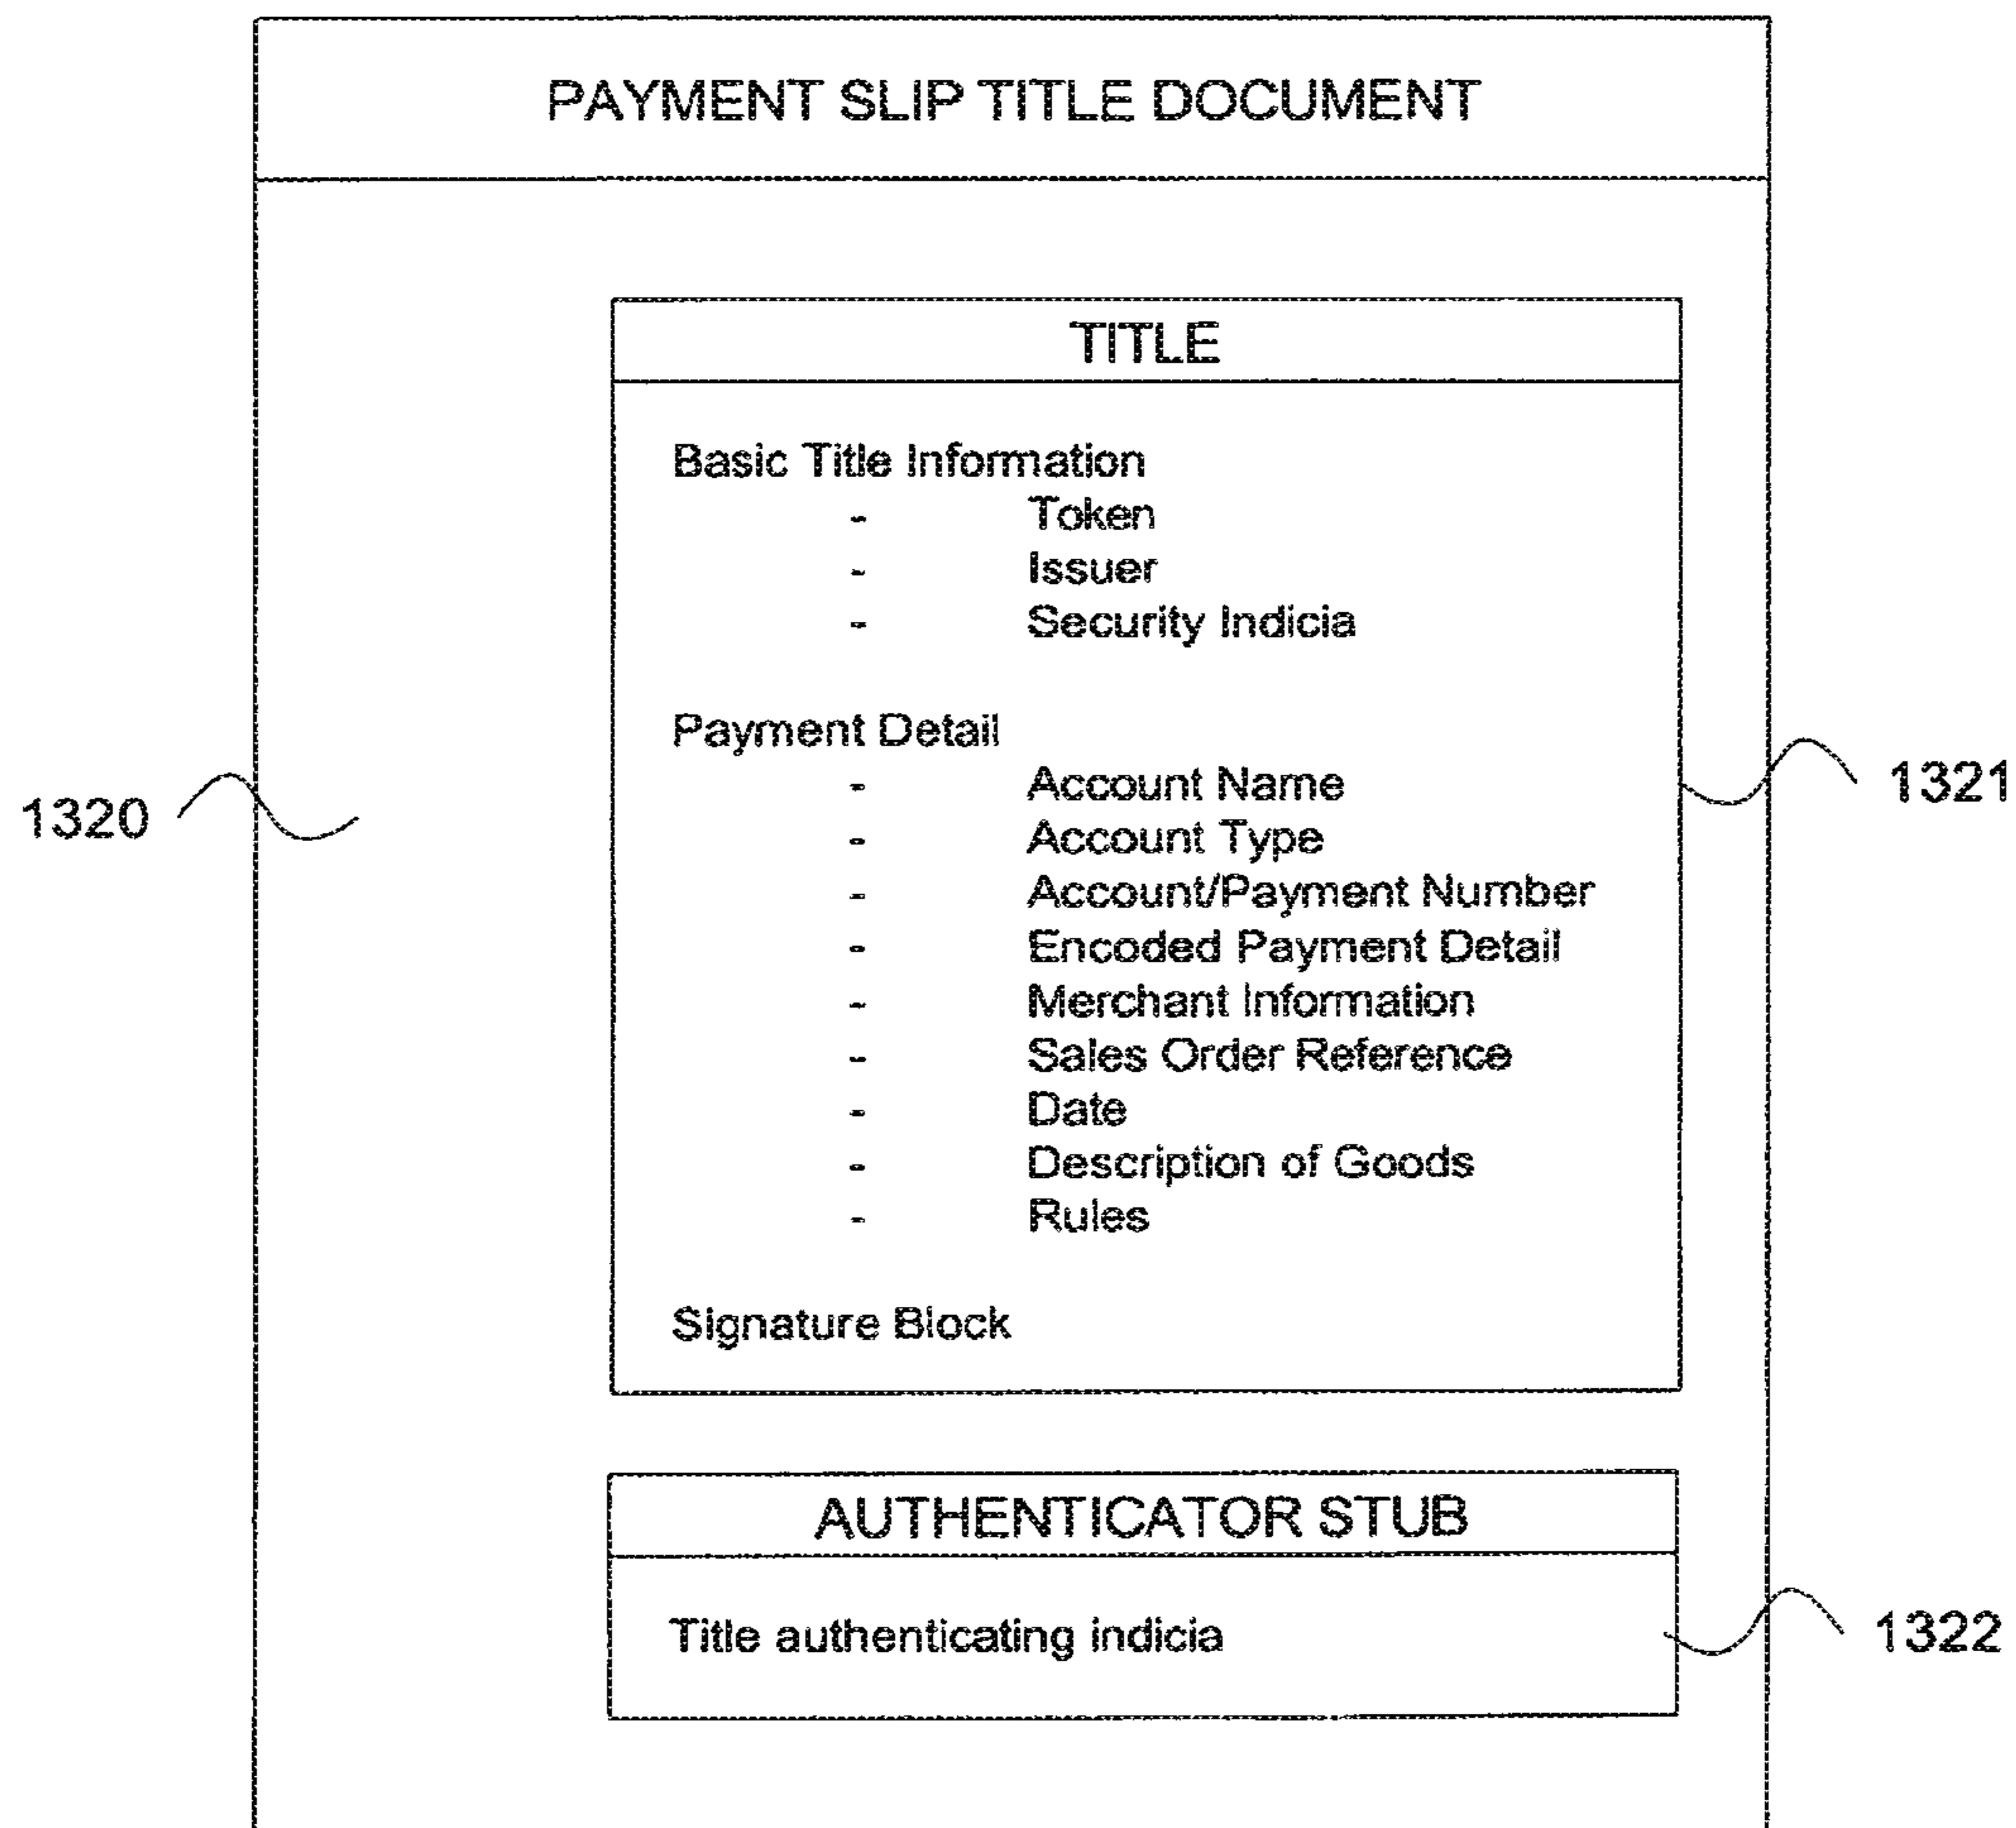 PAYMENT SLIP TITLE DOCUMENT
TITLE
Basic Title Information
- Token
- Issuer
- Security Indicia
Payment Detail
- Account Name
- Account Type
- Account/Payment Number
- Encoded Payment Detail
- Merchant Information
- Sales Order Reference
- Date
- Description of Goods
- Rules
Signature Block
1320
1321
AUTHENTICATOR STUB
Title authenticating indicia
1322